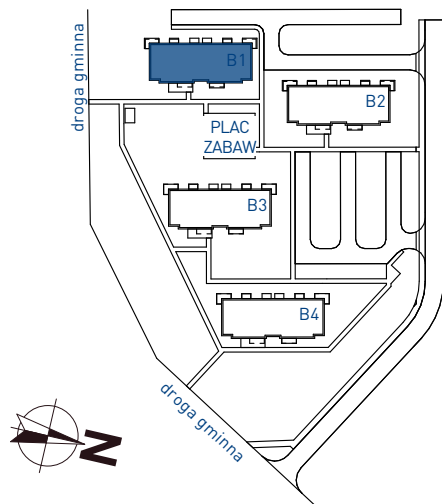 B1
droga gminna
B2
PLAC
ZABAW
B3
B4
droga gminna
N